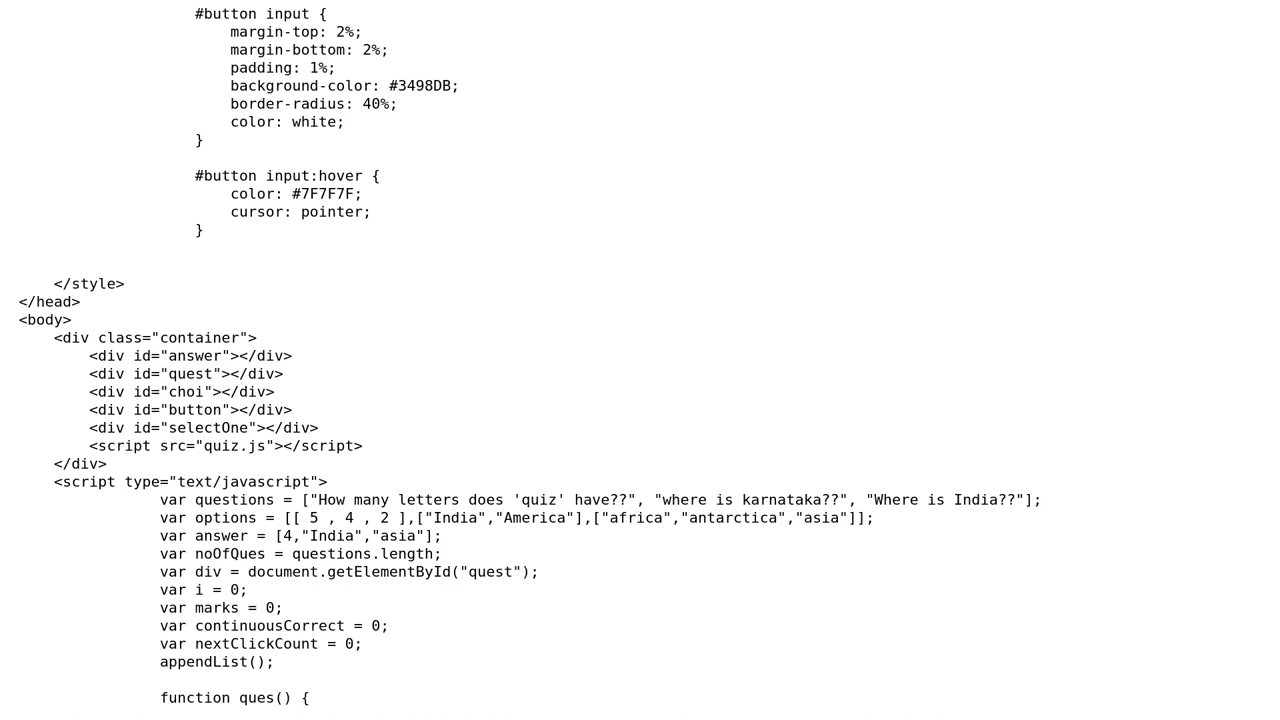 #button input {
margin-top: 2%;
margin-bottom: 2%;
padding: 1%;
background-color: #3498DB;
border-radius: 40%;
color: white;
}
#button input:hover {
color: #7F7F7F;
cursor: pointer;
}
</style>
</head>
<body>
<div class="container">
<div id="answer"></div>
<div id="quest"></div>
<div id="choi"></div>
<div id="button"></div>
<div id="selectOne"></div>
<script src="quiz.js"></script>
</div>
<script type="text/javascript">
var questions = ["How many letters does 'quiz' have??", "where is karnataka??", "Where is India??"];
var options = [[ 5 , 4 , 2 ],["India","America"],["africa","antarctica","asia"]];
var answer = [4,"India","asia"];
var noOfQues = questions.length;
var div = document.getElementById("quest");
var i = 0;
var marks = 0;
var continuousCorrect = 0;
var nextClickCount = 0;
appendList();
function ques() {